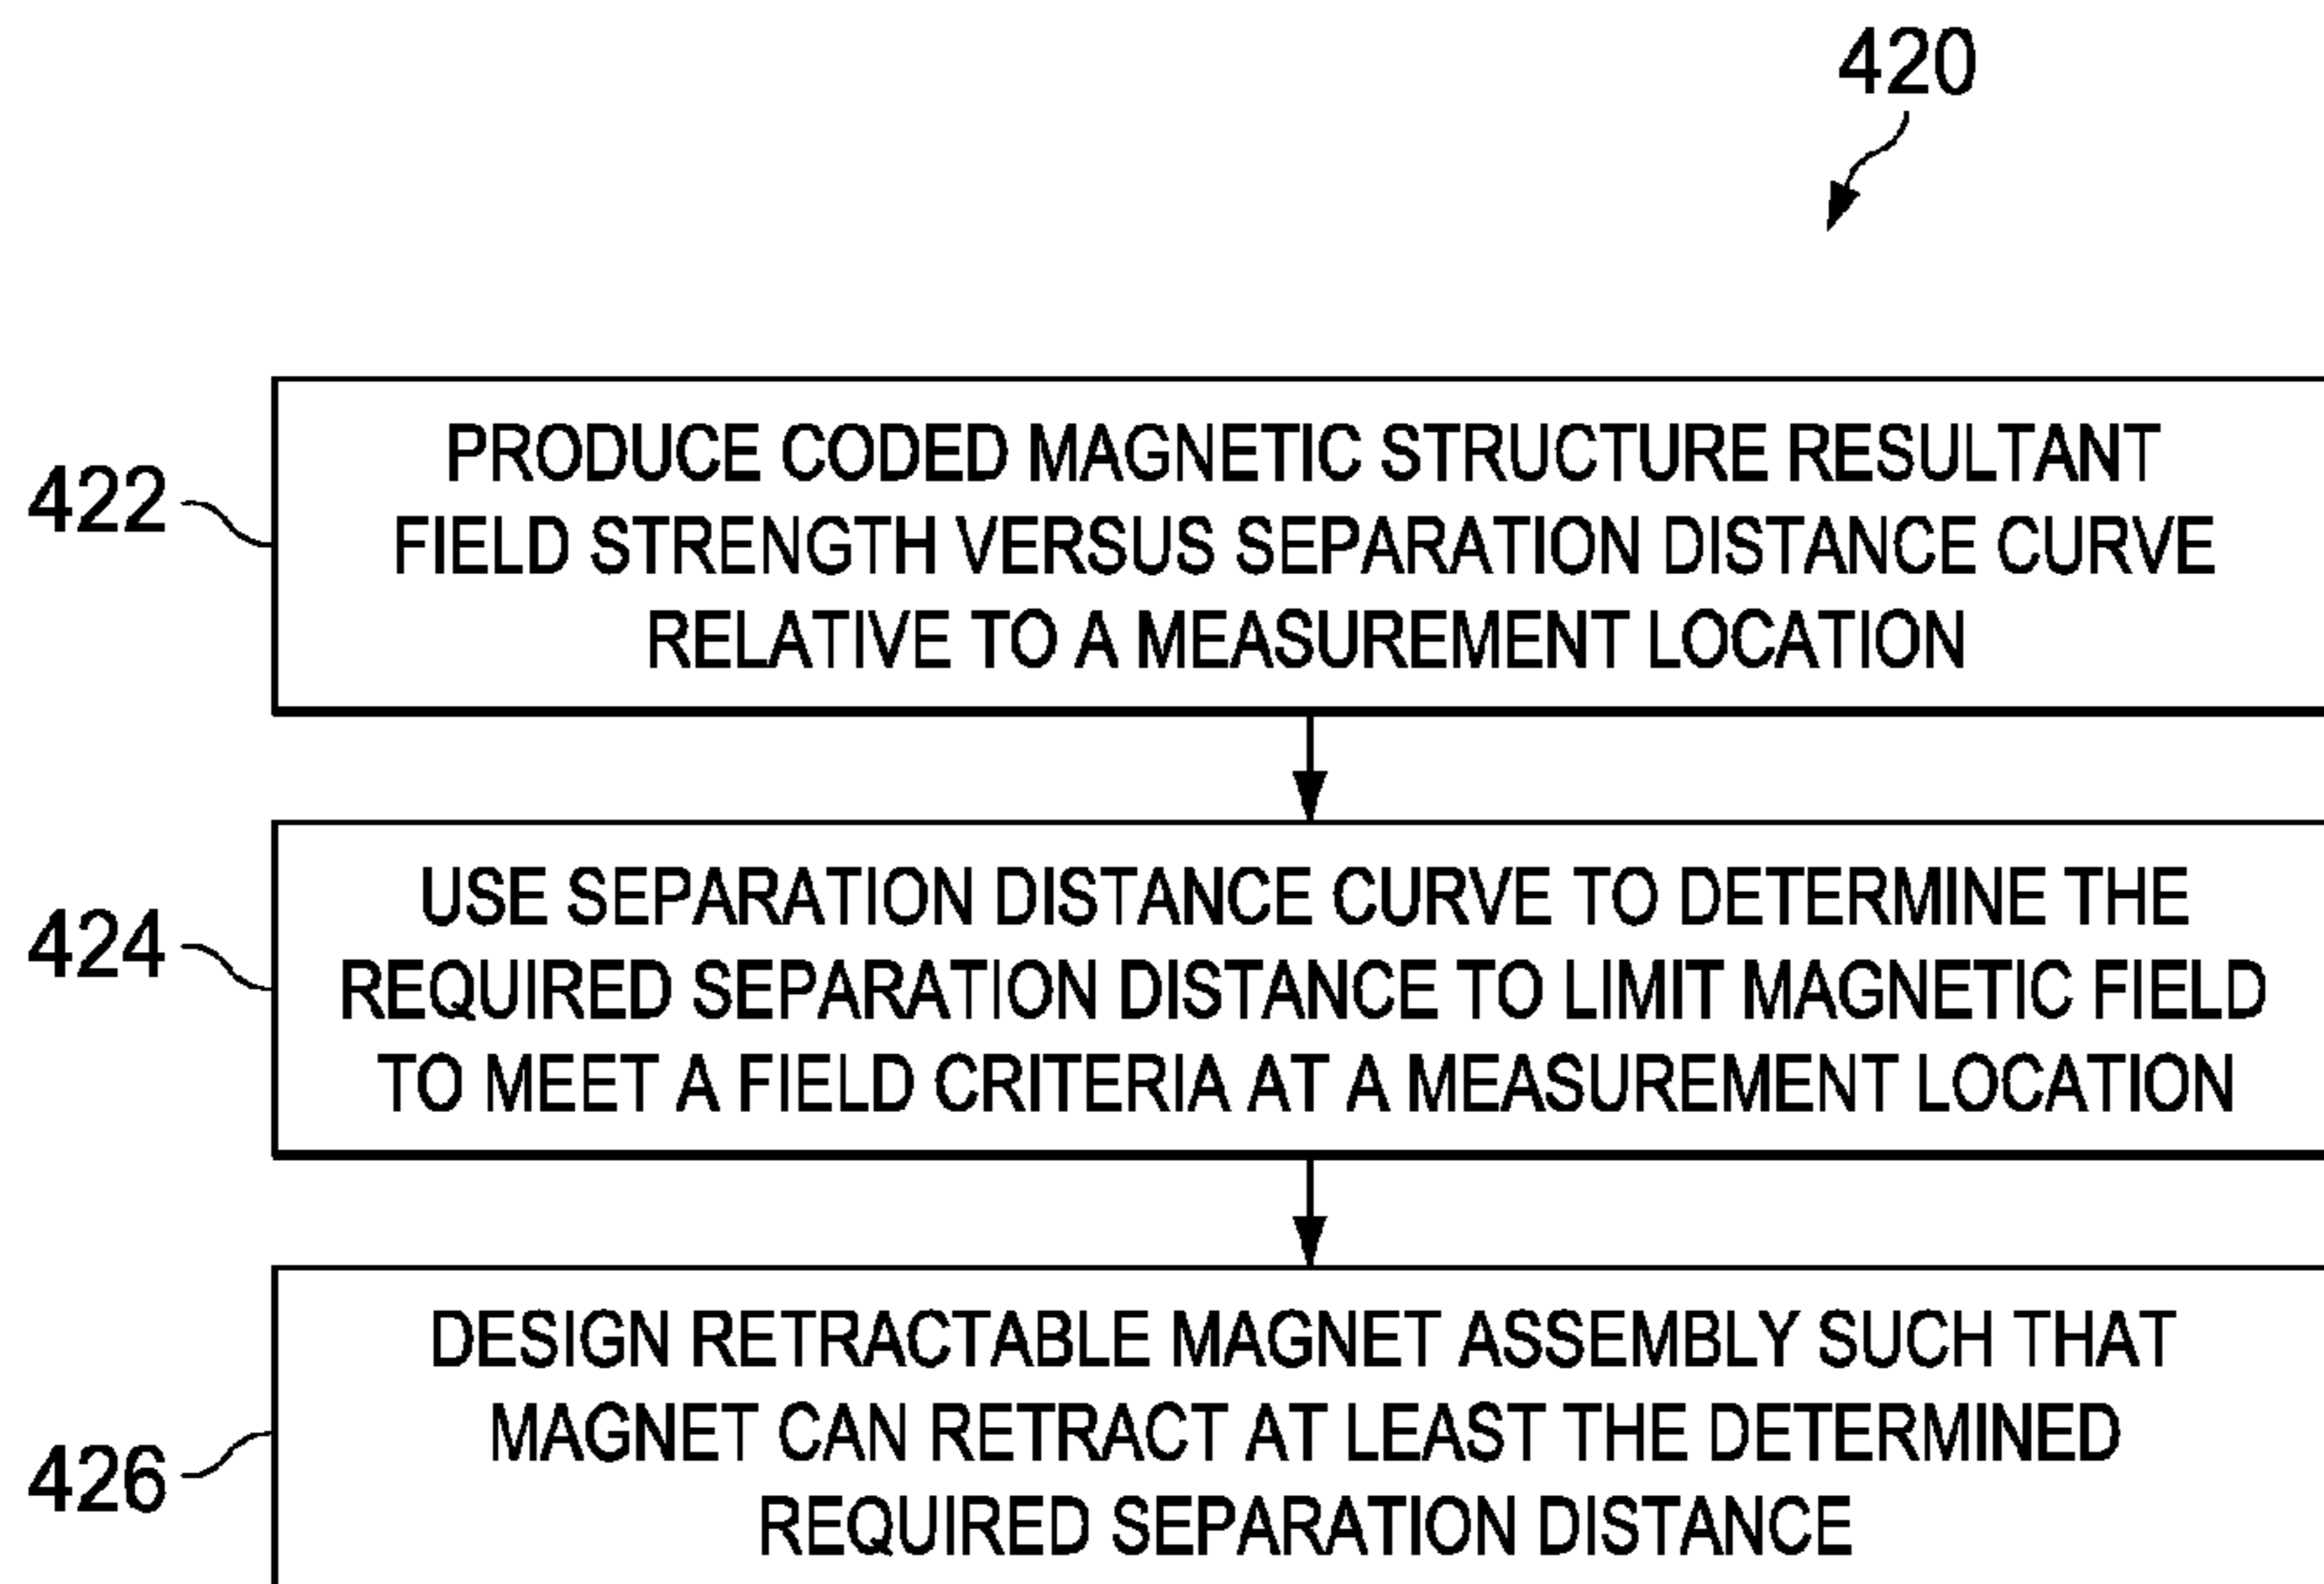 420
422
PRODUCE CODED MAGNETIC STRUCTURE RESULTANT
FIELD STRENGTH VERSUS SEPARATION DISTANCE CURVE
RELATIVE TO A MEASUREMENT LOCATION
424
USE SEPARATION DISTANCE CURVE TO DETERMINE THE
REQUIRED SEPARATION DISTANCE TO LIMIT MAGNETIC FIELD
TO MEET A FIELD CRITERIA AT A MEASUREMENT LOCATION
426
DESIGN RETRACTABLE MAGNET ASSEMBLY SUCH THAT
MAGNET CAN RETRACT AT LEAST THE DETERMINED
REQUIRED SEPARATION DISTANCE